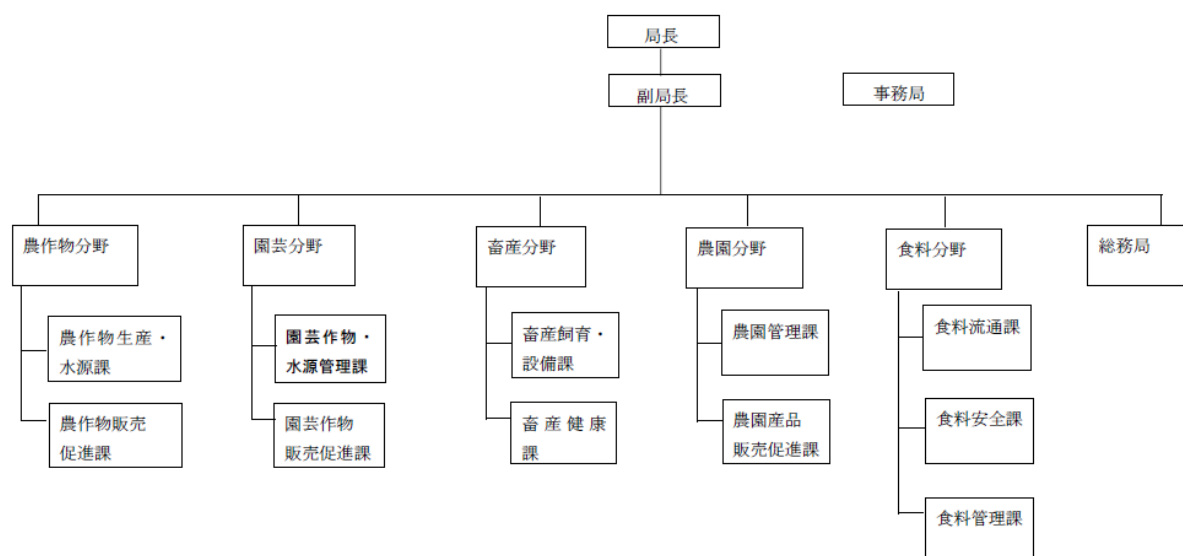 局長
副局長
事務局
農作物分野
園芸分野
畜産分野
農園分野
食料分野
総務局
農作物生産・
水源課
園芸作物・
水源管理課
畜産飼育・
設備課
農園管理課
食料流通課
農作物販売
促進課
園芸作物
販売促進課
畜産健康
課
農園産品
販売促進課
食料安全課
食料管理課